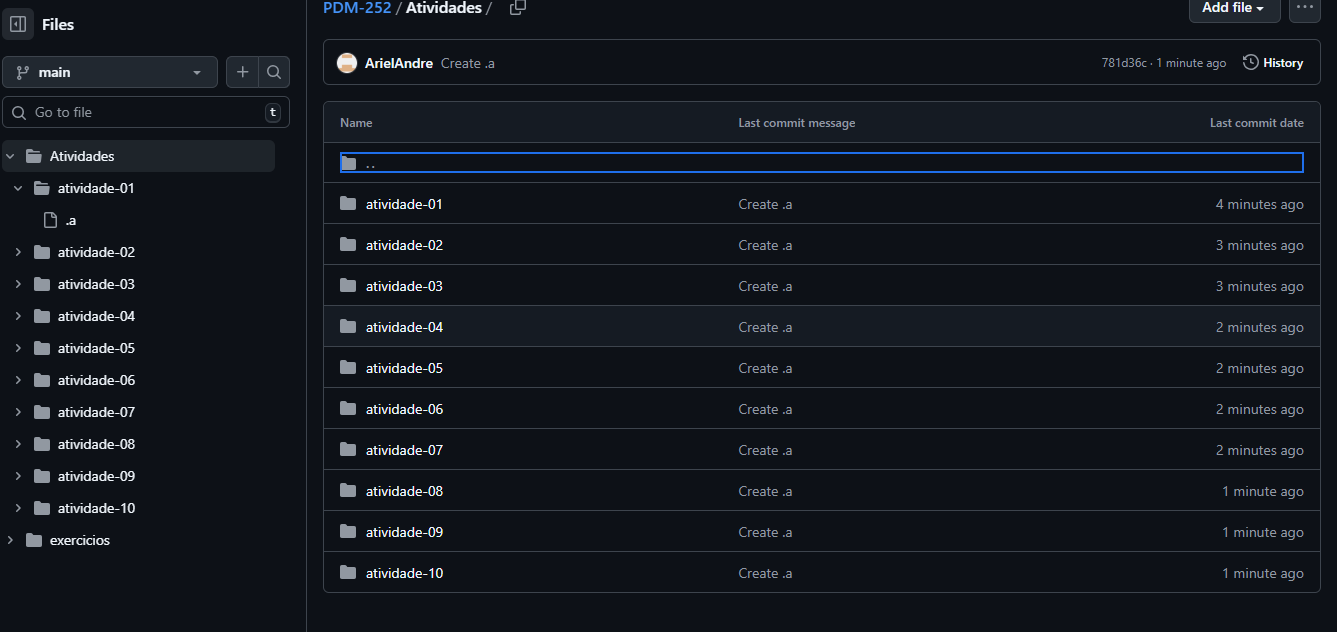 Files
main
Go to file
t
Atividades
atividade-01
.a
atividade-02
atividade-03
atividade-04
atividade-05
atividade-06
atividade-07
atividade-08
atividade-09
atividade-10
exercicios
PDM-252 / Atividades /
Add file
ArielAndre Create .a 781d36c · 1 minute ago History
Name Last commit message Last commit date
..
atividade-01 Create .a 4 minutes ago
atividade-02 Create .a 3 minutes ago
atividade-03 Create .a 3 minutes ago
atividade-04 Create .a 2 minutes ago
atividade-05 Create .a 2 minutes ago
atividade-06 Create .a 2 minutes ago
atividade-07 Create .a 2 minutes ago
atividade-08 Create .a 1 minute ago
atividade-09 Create .a 1 minute ago
atividade-10 Create .a 1 minute ago